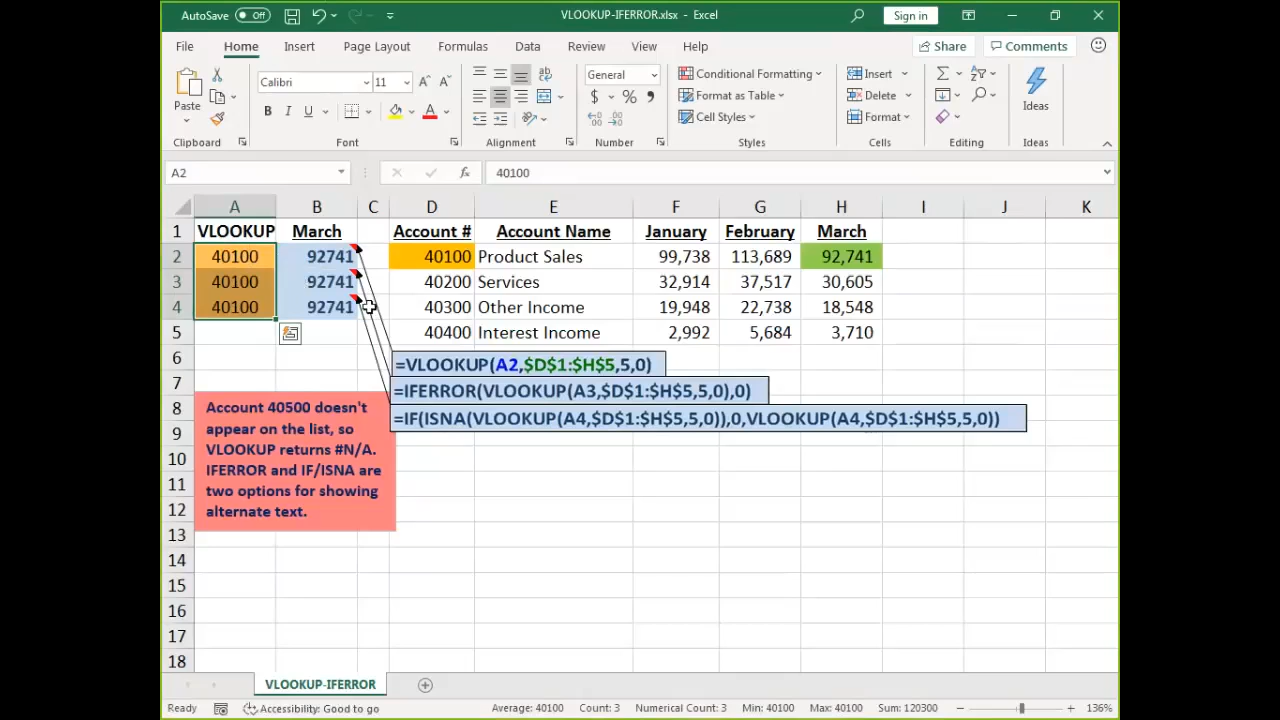 AutoSave Off VLOOKUP-IFERROR.xlsx - Excel Sign in
File Home Insert Page Layout Formulas Data Review View Help Share Comments
Paste Calibri 11 General Conditional Formatting Insert Ideas
Format as Table Delete
Cell Styles Format
Clipboard Font Alignment Number Styles Cells Editing Ideas
A2 fx 40100
A B C D E F G H I J K
1 VLOOKUP March Account # Account Name January February March
2 40100 92741 40100 Product Sales 99,738 113,689 92,741
3 40100 92741 40200 Services 32,914 37,517 30,605
4 40100 92741 40300 Other Income 19,948 22,738 18,548
5 40400 Interest Income 2,992 5,684 3,710
6 =VLOOKUP(A2,$D$1:$H$5,5,0)
7 =IFERROR(VLOOKUP(A3,$D$1:$H$5,5,0),0)
8 =IF(ISNA(VLOOKUP(A4,$D$1:$H$5,5,0)),0,VLOOKUP(A4,$D$1:$H$5,5,0))
9
10
11
12
13
14
15
16
17
18
Account 40500 doesn't
appear on the list, so
VLOOKUP returns #N/A.
IFERROR and IF/ISNA are
two options for showing
alternate text.
VLOOKUP-IFERROR
Ready Accessibility: Good to go Average: 40100 Count: 3 Numerical Count: 3 Min: 40100 Max: 40100 Sum: 120300 136%